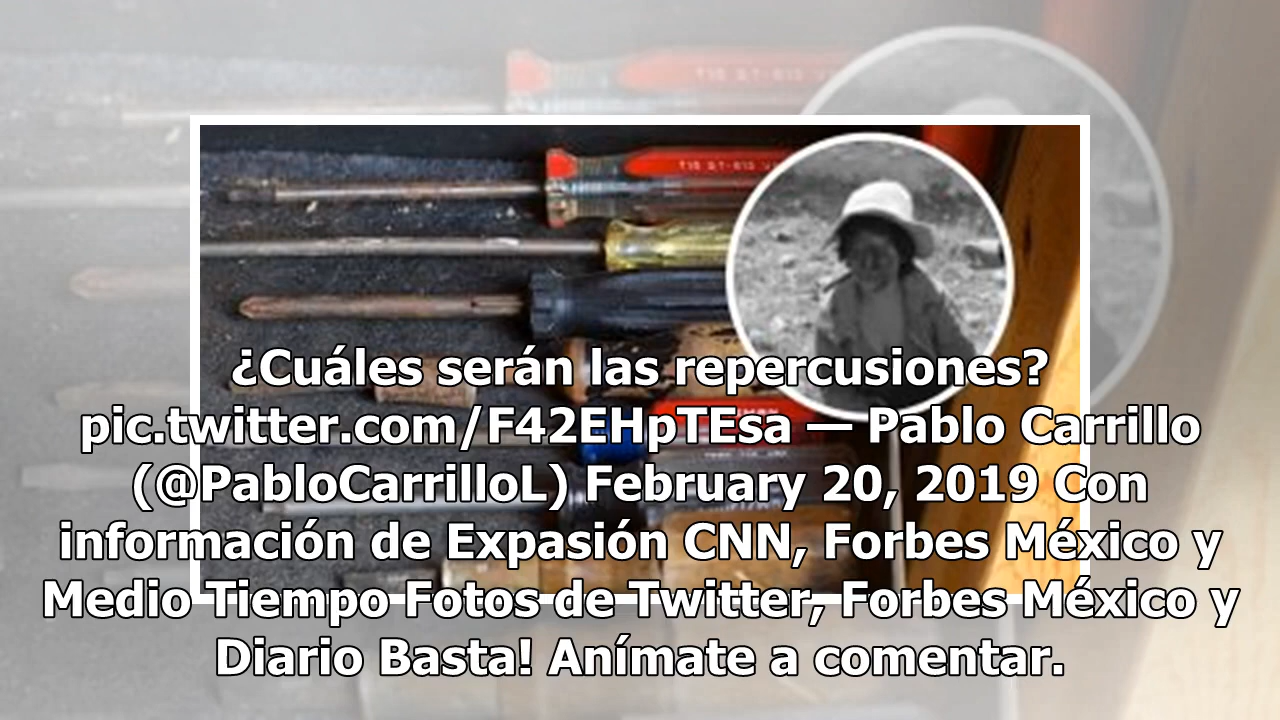 ¿Cuáles serán las repercusiones?
pic.twitter.com/F42EHpTEsa — Pablo Carrillo
(@PabloCarrilloL) February 20, 2019 Con
información de Expasión CNN, Forbes México y
Medio Tiempo Fotos de Twitter, Forbes México y
Diario Basta! Anímate a comentar.